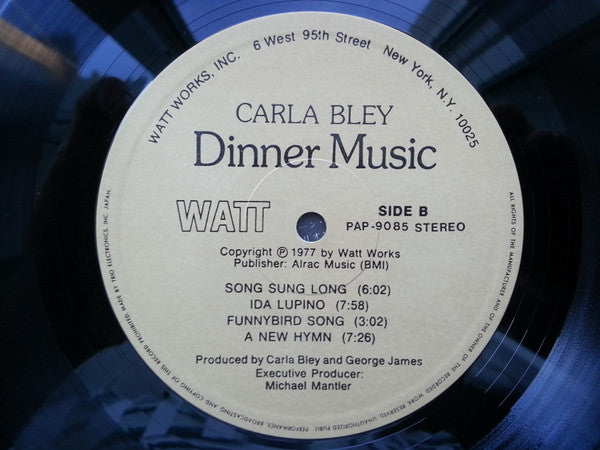 WATT WORKS, INC. 6 West 95th Street New York, N.Y. 10025
CARLA BLEY
Dinner Music
WATT
SIDE B
PAP-9085 STEREO
Copyright ℗ 1977 by Watt Works
Publisher: Alrac Music (BMI)
SONG SUNG LONG (6:02)
IDA LUPINO (7:58)
FUNNYBIRD SONG (3:02)
A NEW HYMN (7:26)
Produced by Carla Bley and George James
Executive Producer:
Michael Mantler
ALL RIGHTS OF THE MANUFACTURER AND OF THE OWNER OF THE RECORDED WORK RESERVED. UNAUTHORIZED PUBLIC PERFORMANCE, BROADCASTING AND COPYING OF THIS RECORD PROHIBITED. MADE BY TRIO ELECTRONICS, INC. JAPAN.